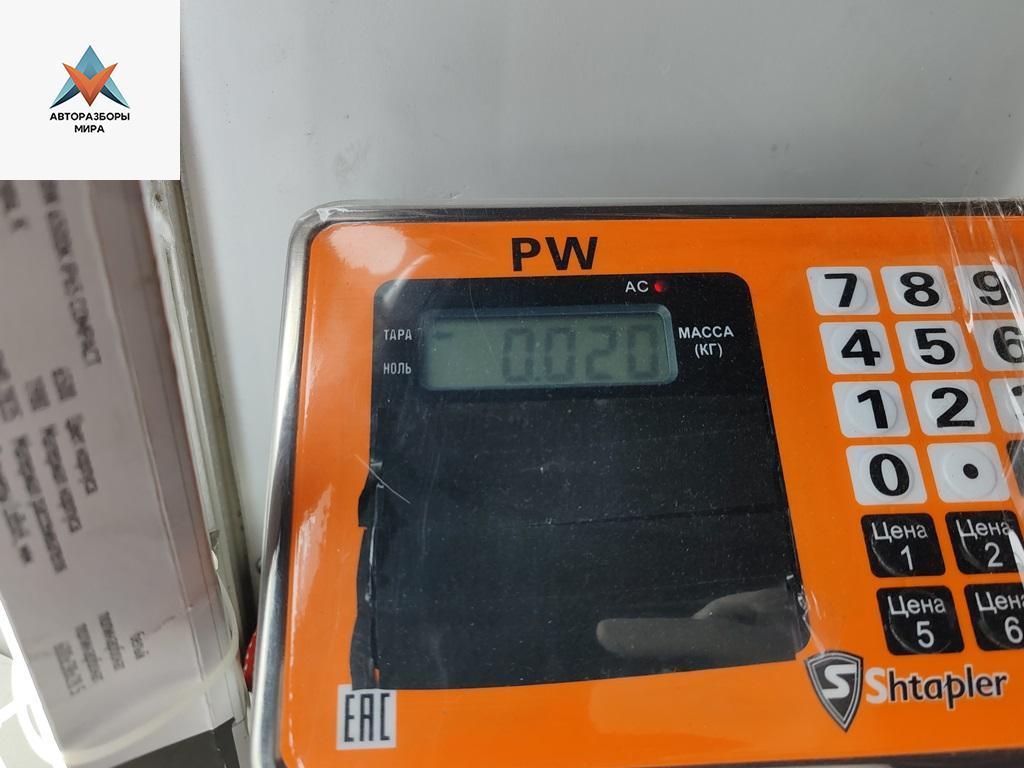 АВТОРАЗБОРЫ
МИРА
PW
AC
ТАРА
НОЛЬ
0.020
МАССА
(КГ)
7 8 9
4 5 6
1 2
0 .
Цена 1
Цена 2
Цена 5
Цена 6
S Shtapler
EAC